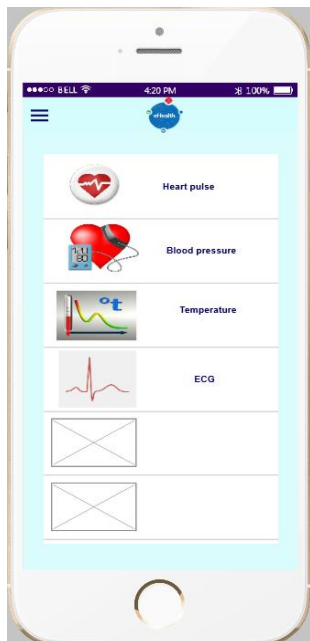 BELL 4:20 PM 100%
eHealth
Heart pulse
Blood pressure
°t
Temperature
ECG